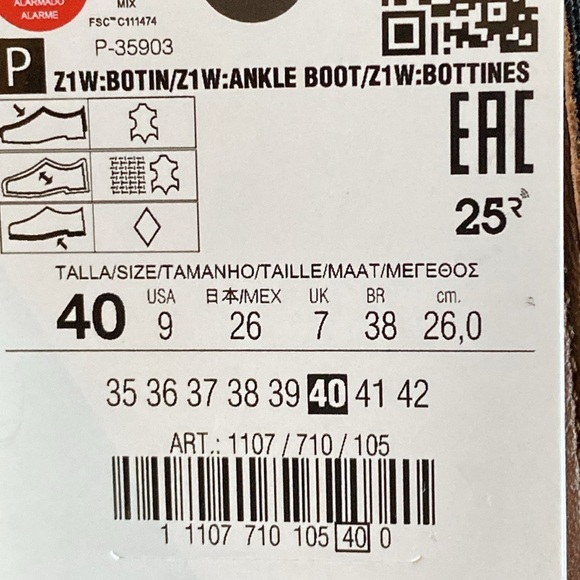 ALARMADO
ALARME
MIX
FSC™ C111474
P-35903
P
Z1W:BOTIN/Z1W:ANKLE BOOT/Z1W:BOTTINES
EAC
25R
TALLA/SIZE/TAMANHO/TAILLE/MAAT/ΜΕΓΕΘΟΣ
40 USA 日本/MEX UK BR cm.
9 26 7 38 26,0
35 36 37 38 39 40 41 42
ART.: 1107 / 710 / 105
1 1107 710 105 40 0